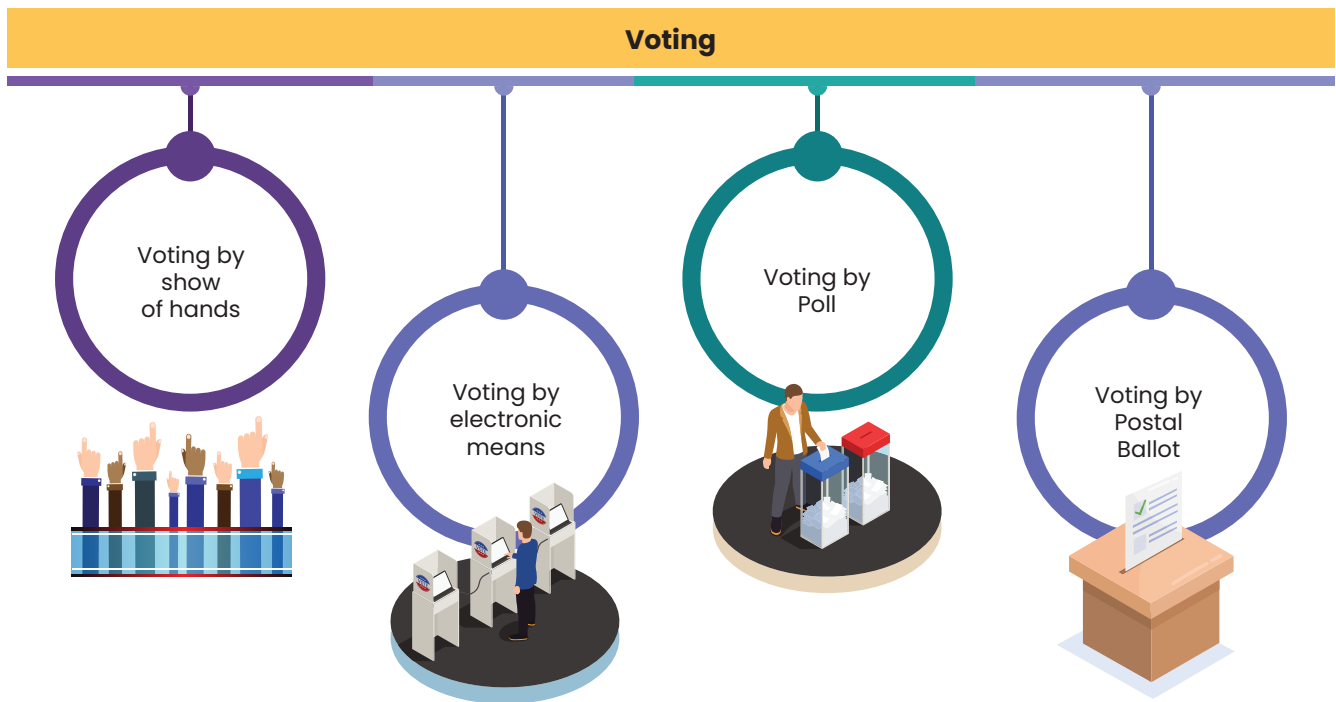 Voting
Voting by
show
of hands
Voting by
electronic
means
Voting by
Poll
Voting by
Postal
Ballot